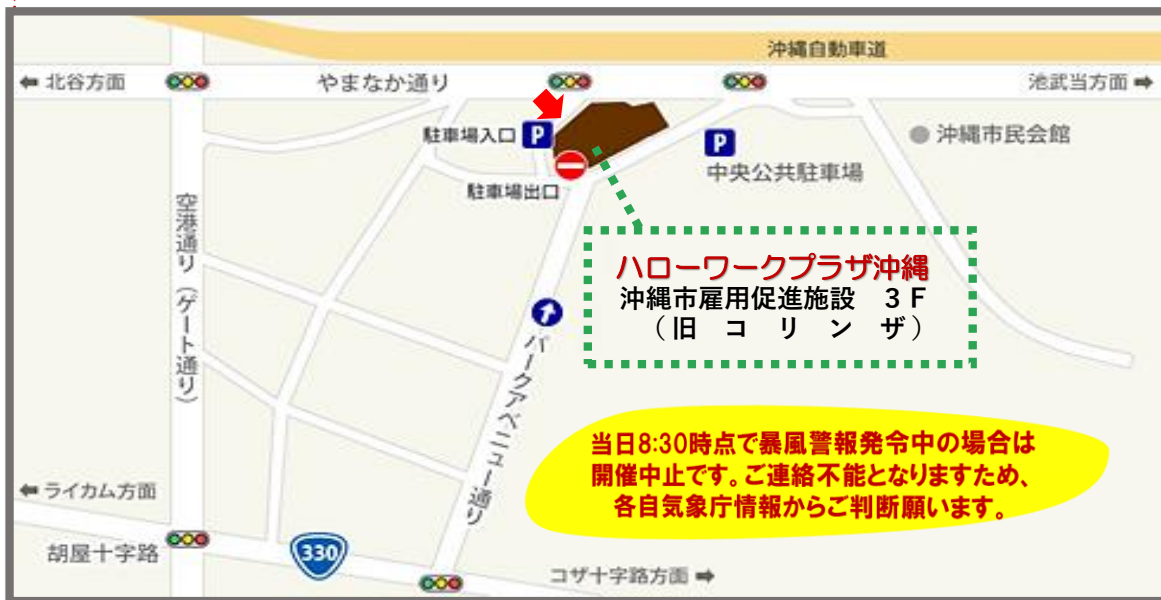 沖縄自動車道
⬅ 北谷方面
やまなか通り
池武当方面 ➡
駐車場入口 P
P
沖縄市民会館
中央公共駐車場
駐車場出口
空港通り(ゲート通り)
ハローワークプラザ沖縄
沖縄市雇用促進施設 3F
(旧 コ リ ン ザ)
パークアベニュー通り
当日8:30時点で暴風警報発令中の場合は
開催中止です。ご連絡不能となりますため、
各自気象庁情報からご判断願います。
⬅ ライカム方面
胡屋十字路
330
コザ十字路方面 ➡